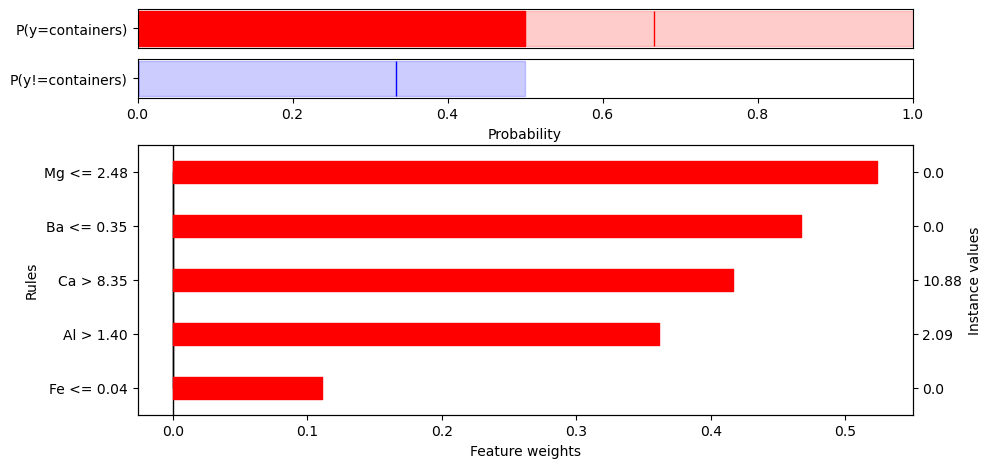 P(y=containers)
P(y!=containers)
0.0 0.2 0.4 0.6 0.8 1.0
Probability
Rules
Mg <= 2.48 0.0
Ba <= 0.35 0.0
Ca > 8.35 10.88
Al > 1.40 2.09
Fe <= 0.04 0.0
Instance values
0.0 0.1 0.2 0.3 0.4 0.5
Feature weights